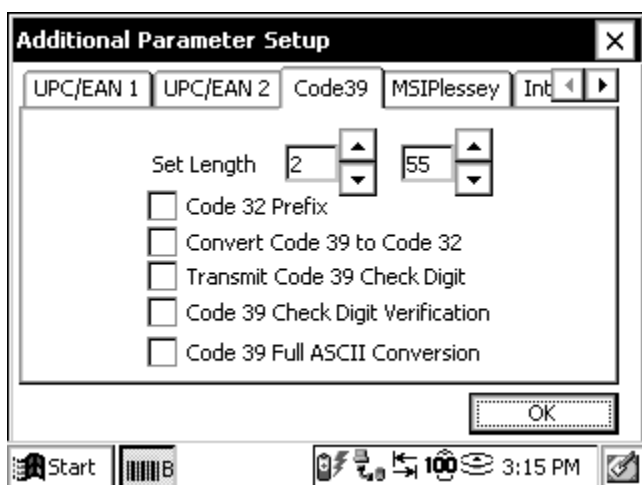 Additional Parameter Setup
UPC/EAN 1 UPC/EAN 2 Code39 MSIPlessey Int
Set Length 2 55
Code 32 Prefix
Convert Code 39 to Code 32
Transmit Code 39 Check Digit
Code 39 Check Digit Verification
Code 39 Full ASCII Conversion
OK
Start B 100 3:15 PM